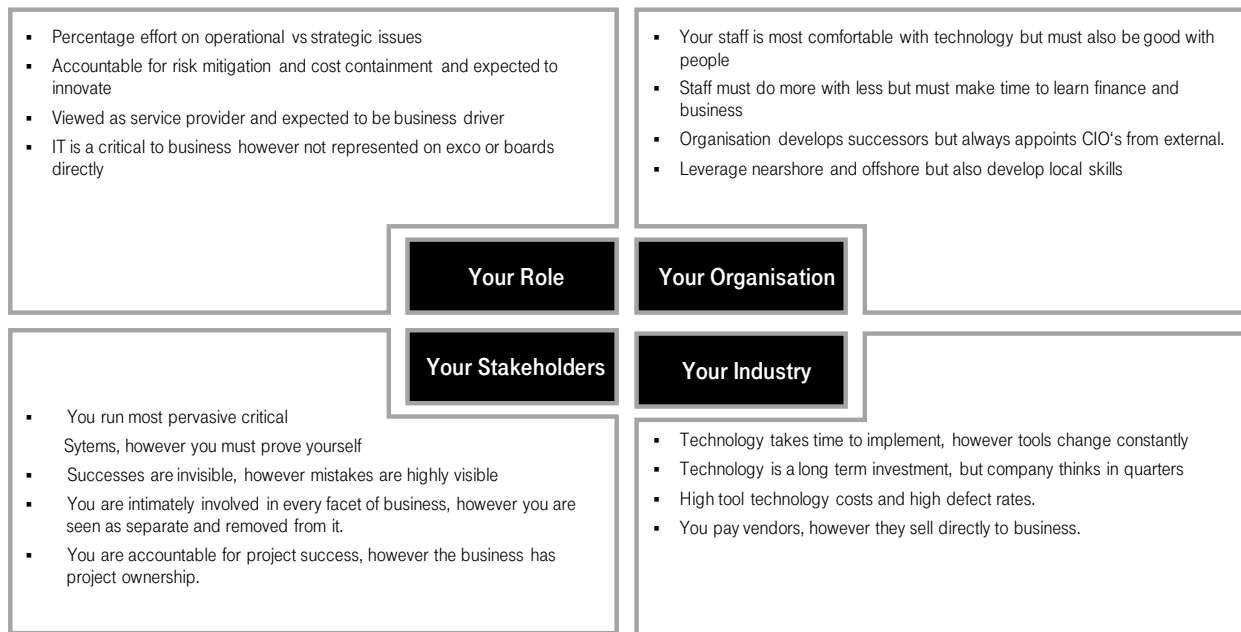 ▪ Percentage effort on operational vs strategic issues
▪ Accountable for risk mitigation and cost containment and expected to
innovate
▪ Viewed as service provider and expected to be business driver
▪ IT is a critical to business however not represented on exco or boards
directly
▪ Your staff is most comfortable with technology but must also be good with
people
▪ Staff must do more with less but must make time to learn finance and
business
▪ Organisation develops successors but always appoints CIO‘s from external.
▪ Leverage nearshore and offshore but also develop local skills
Your Role
Your Organisation
Your Stakeholders
Your Industry
▪ You run most pervasive critical
Sytems, however you must prove yourself
▪ Successes are invisible, however mistakes are highly visible
▪ You are intimately involved in every facet of business, however you are
seen as separate and removed from it.
▪ You are accountable for project success, however the business has
project ownership.
▪ Technology takes time to implement, however tools change constantly
▪ Technology is a long term investment, but company thinks in quarters
▪ High tool technology costs and high defect rates.
▪ You pay vendors, however they sell directly to business.